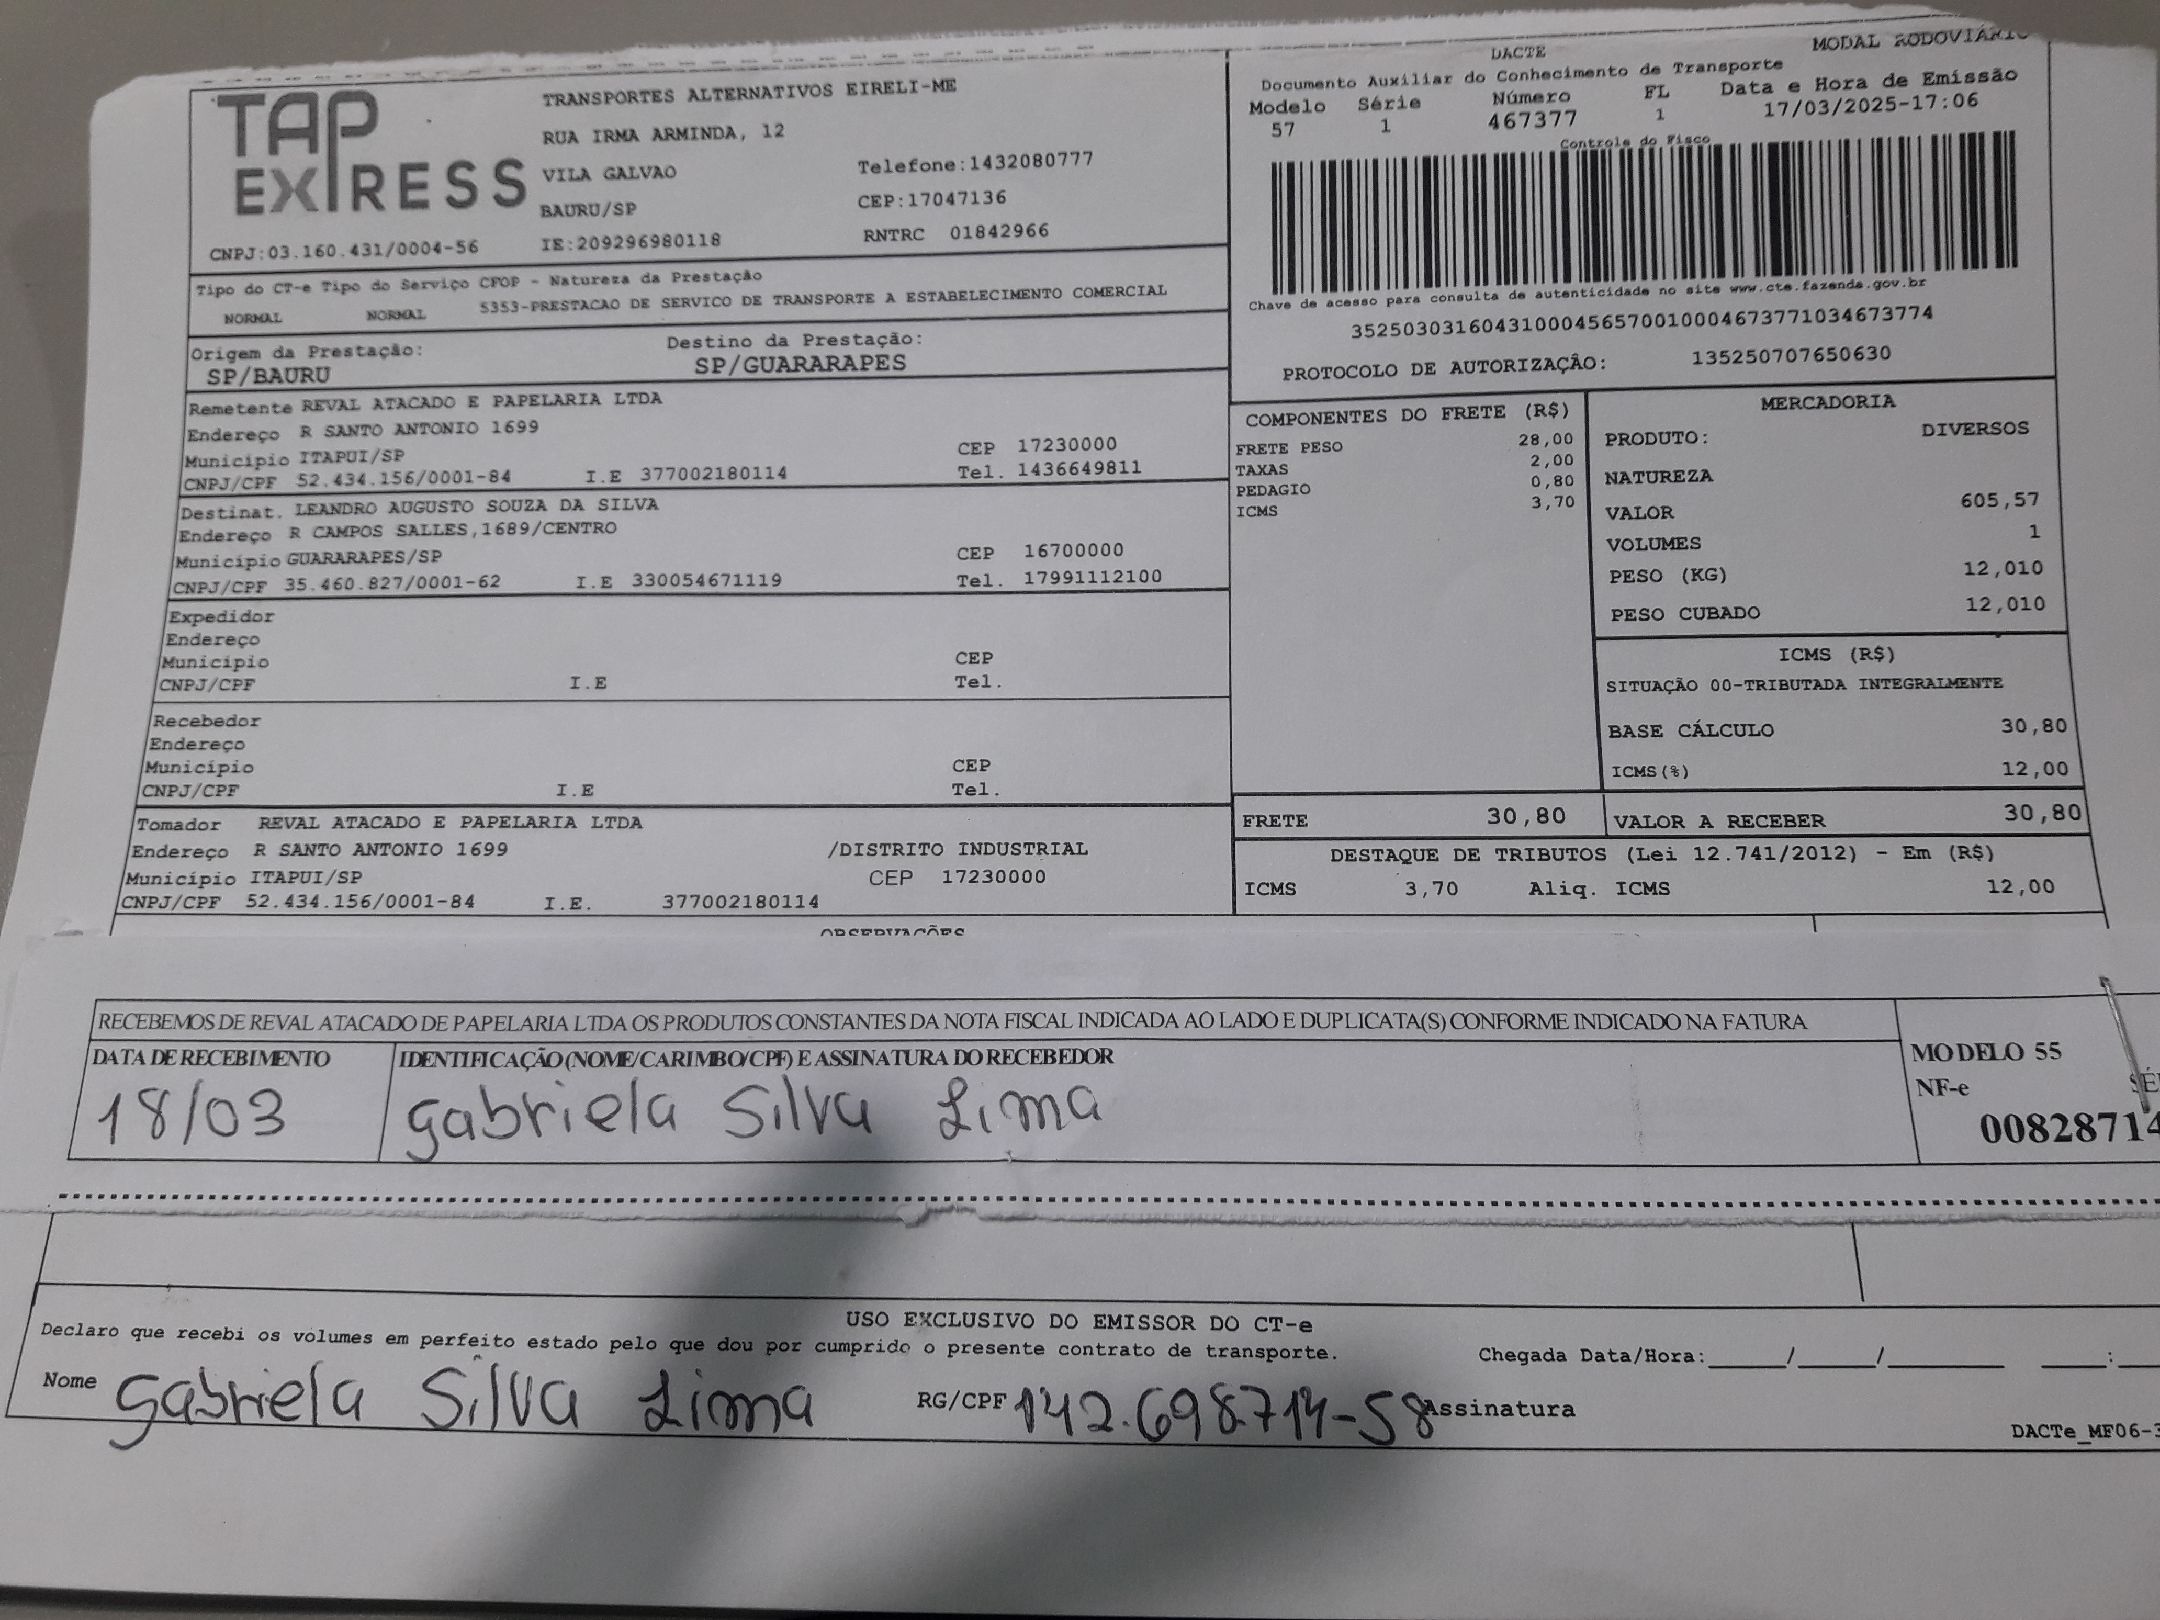 DACTE MODAL RODOVIÁRIO
Documento Auxiliar do Conhecimento de Transporte
Modelo Série Número FL Data e Hora de Emissão
57 1 467377 1 17/03/2025-17:06
Controle do Fisco
Chave de acesso para consulta de autenticidade no site www.cte.fazenda.gov.br
35250303160431000456570010004673771034673774
PROTOCOLO DE AUTORIZAÇÃO: 135250707650630
TAP EXPRESS
TRANSPORTES ALTERNATIVOS EIRELI-ME
RUA IRMA ARMINDA, 12
VILA GALVAO Telefone:1432080777
BAURU/SP CEP:17047136
CNPJ:03.160.431/0004-56 IE:209296980118 RNTRC 01842966
Tipo do CT-e Tipo do Serviço CFOP - Natureza da Prestação
NORMAL NORMAL 5353-PRESTACAO DE SERVICO DE TRANSPORTE A ESTABELECIMENTO COMERCIAL
Origem da Prestação: Destino da Prestação:
SP/BAURU SP/GUARARAPES
Remetente REVAL ATACADO E PAPELARIA LTDA
Endereço R SANTO ANTONIO 1699
Município ITAPUI/SP CEP 17230000
CNPJ/CPF 52.434.156/0001-84 I.E 377002180114 Tel. 1436649811
Destinat. LEANDRO AUGUSTO SOUZA DA SILVA
Endereço R CAMPOS SALLES,1689/CENTRO
Município GUARARAPES/SP CEP 16700000
CNPJ/CPF 35.460.827/0001-62 I.E 330054671119 Tel. 17991112100
Expedidor
Endereço
Município CEP
CNPJ/CPF I.E Tel.
Recebedor
Endereço
Município CEP
CNPJ/CPF I.E Tel.
Tomador REVAL ATACADO E PAPELARIA LTDA
Endereço R SANTO ANTONIO 1699 /DISTRITO INDUSTRIAL
Município ITAPUI/SP CEP 17230000
CNPJ/CPF 52.434.156/0001-84 I.E. 377002180114
COMPONENTES DO FRETE (R$)
FRETE PESO 28,00
TAXAS 2,00
PEDAGIO 0,80
ICMS 3,70
MERCADORIA
PRODUTO: DIVERSOS
NATUREZA
VALOR 605,57
VOLUMES 1
PESO (KG) 12,010
PESO CUBADO 12,010
ICMS (R$)
SITUAÇÃO 00-TRIBUTADA INTEGRALMENTE
BASE CÁLCULO 30,80
ICMS(%) 12,00
FRETE 30,80 VALOR A RECEBER 30,80
DESTAQUE DE TRIBUTOS (Lei 12.741/2012) - Em (R$)
ICMS 3,70 Aliq. ICMS 12,00
OBSERVAÇÕES
RECEBEMOS DE REVAL ATACADO DE PAPELARIA LTDA OS PRODUTOS CONSTANTES DA NOTA FISCAL INDICADA AO LADO E DUPLICATA(S) CONFORME INDICADO NA FATURA
DATA DE RECEBIMENTO IDENTIFICAÇÃO (NOME/CARIMBO/CPF) E ASSINATURA DO RECEBEDOR
18/03 Gabriela Silva Lima
MODELO 55
NF-e SÉ
00828714
USO EXCLUSIVO DO EMISSOR DO CT-e
Declaro que recebi os volumes em perfeito estado pelo que dou por cumprido o presente contrato de transporte.
Chegada Data/Hora:_____/_____/_______ ____:___
Nome Gabriela Silva Lima RG/CPF 142.698.714-58 Assinatura
DACTe_MF06-3